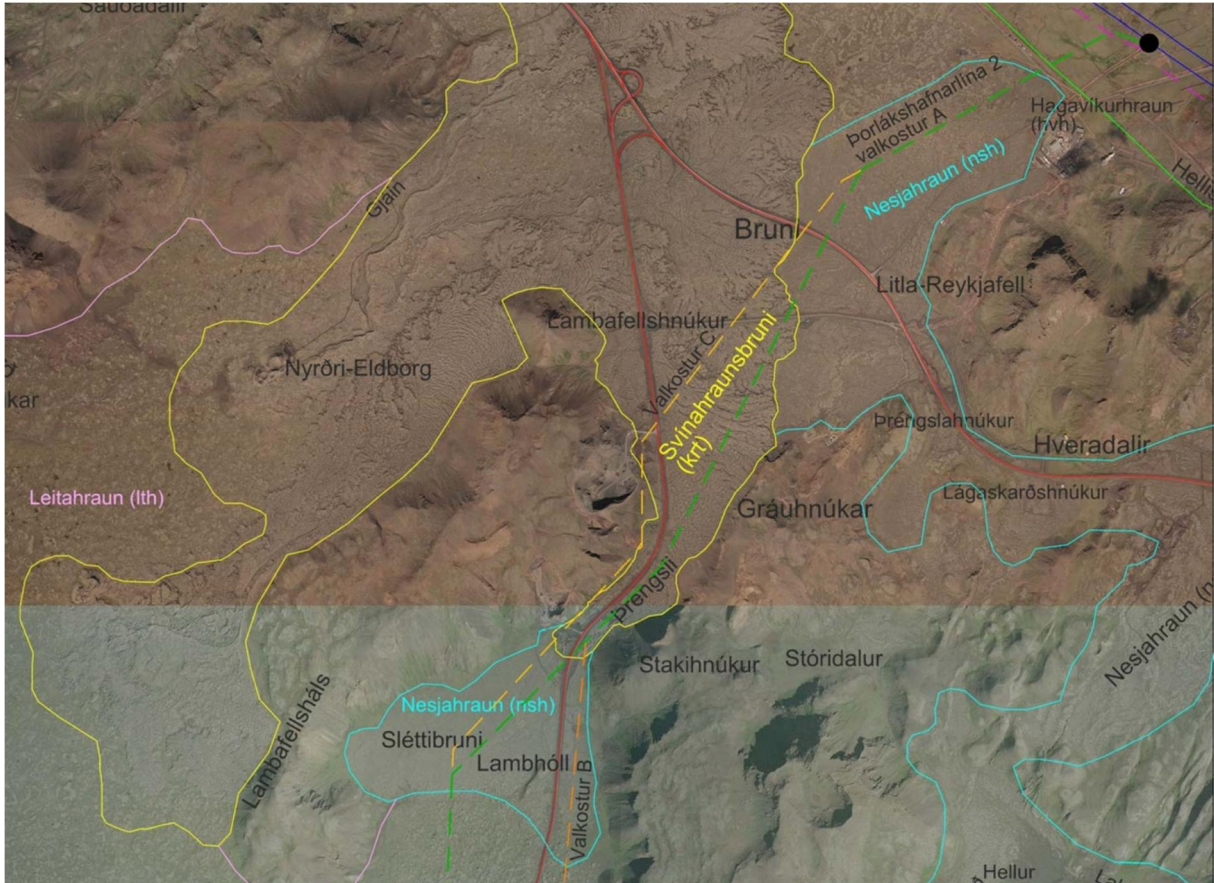 Sauðadalir
Þorlákshafnarlína 2
valkostur A
Hagavíkurhraun
(hvh)
Gjáin
Nesjahraun (nsh)
Bruni
Litla-Reykjafell
Lambafellshnúkur
Nyrðri-Eldborg
kar
Valkostur C
Svínahraunsbruni
(krt)
Þrengslahnúkur
Hveradalir
Leitahraun (lth)
Lágaskarðshnúkur
Gráuhnúkar
Þrengsli
Stakihnúkur
Stóridalur
Nesjahraun (n
Nesjahraun (nsh)
Lambafellsháls
Sléttibruni
Lambhóll
Valkostur B
Hellur